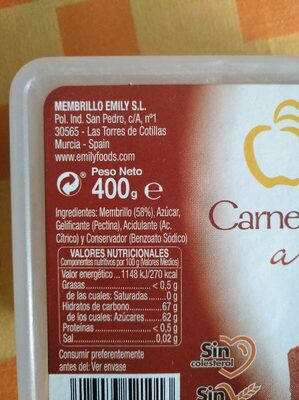 MEMBRILLO EMILY S.L.
Pol. Ind. San Pedro, c/A, nº1
30565 - Las Torres de Cotillas
Murcia - Spain
www.emilyfoods.com
Peso Neto
400g e
Ingredientes: Membrillo (58%), Azúcar,
Gelificante (Pectina), Acidulante (Ac.
Cítrico) y Conservador (Benzoato Sódico)
VALORES NUTRICIONALES
Componentes nutritivos por 100 g (Valores Medios)
Valor energético ... 1148 kJ/270 kcal
Grasas ... < 0,5 g
de las cuales: Saturadas ... 0 g
Hidratos de carbono ... 67 g
de los cuales: Azúcares ... 62 g
Proteínas ... < 0,5 g
Sal ... 0,02 g
Consumir preferentemente
antes del: Ver envase
Carne
a
Sin
colesterol
Sin